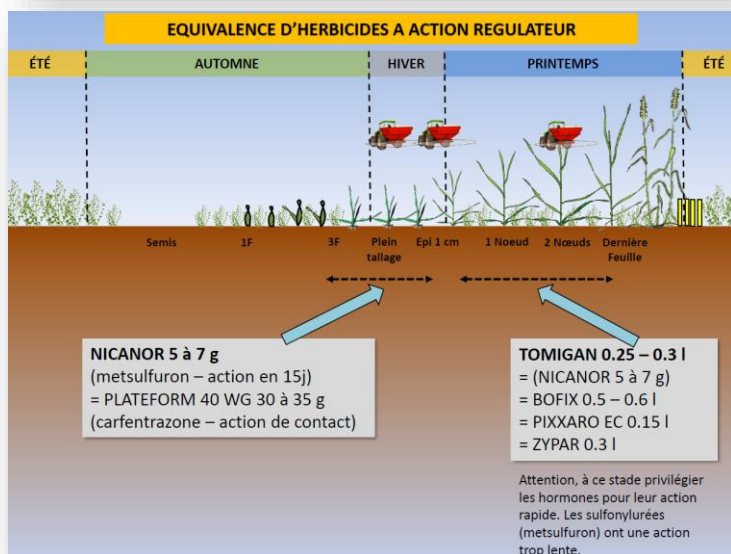 EQUIVALENCE D'HERBICIDES A ACTION REGULATEUR
ÉTÉ
AUTOMNE
HIVER
PRINTEMPS
ÉTÉ
Semis
1F
3F
Plein tallage
Epi 1 cm
1 Noeud
2 Nœuds
Dernière Feuille
NICANOR 5 à 7 g
(metsulfuron – action en 15j)
= PLATEFORM 40 WG 30 à 35 g
(carfentrazone – action de contact)
TOMIGAN 0.25 – 0.3 l
= (NICANOR 5 à 7 g)
= BOFIX 0.5 – 0.6 l
= PIXXARO EC 0.15 l
= ZYPAR 0.3 l
Attention, à ce stade privilégier
les hormones pour leur action
rapide. Les sulfonylurées
(metsulfuron) ont une action
trop lente.